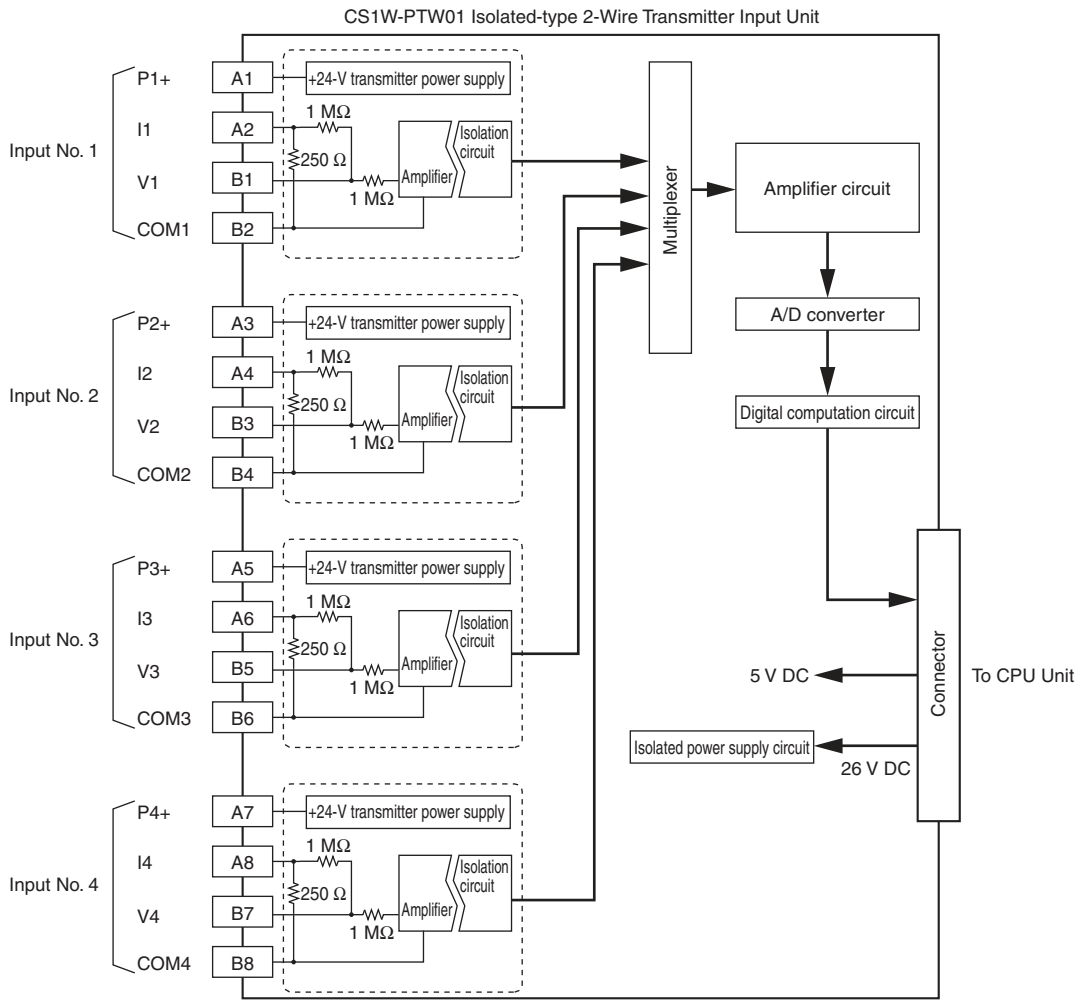 CS1W-PTW01 Isolated-type 2-Wire Transmitter Input Unit
Input No. 1
P1+
A1
+24-V transmitter power supply
I1
A2
1 MΩ
250 Ω
V1
B1
1 MΩ
Amplifier
Isolation
circuit
COM1
B2
Input No. 2
P2+
A3
+24-V transmitter power supply
I2
A4
1 MΩ
250 Ω
V2
B3
1 MΩ
Amplifier
Isolation
circuit
COM2
B4
Input No. 3
P3+
A5
+24-V transmitter power supply
I3
A6
1 MΩ
250 Ω
V3
B5
1 MΩ
Amplifier
Isolation
circuit
COM3
B6
Input No. 4
P4+
A7
+24-V transmitter power supply
I4
A8
1 MΩ
250 Ω
V4
B7
1 MΩ
Amplifier
Isolation
circuit
COM4
B8
Multiplexer
Amplifier circuit
A/D converter
Digital computation circuit
Connector
To CPU Unit
5 V DC
Isolated power supply circuit
26 V DC